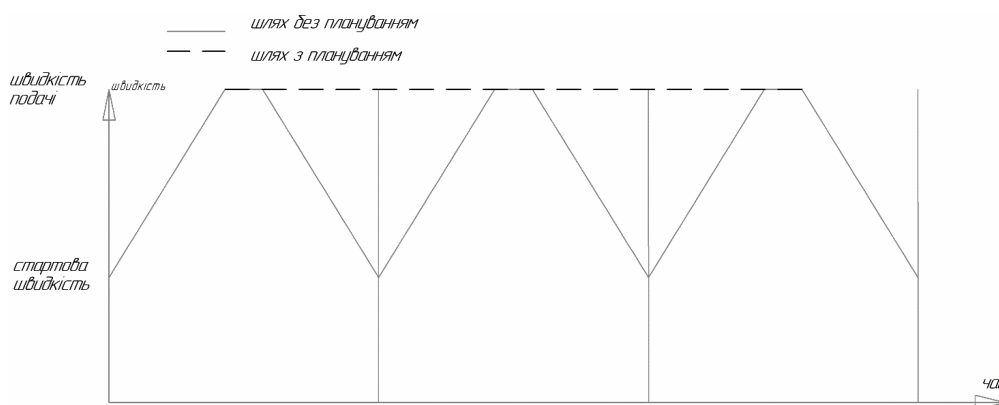 шлях без плануванням
шлях з плануванням
швидкість
подачі
швидкість
стартова
швидкість